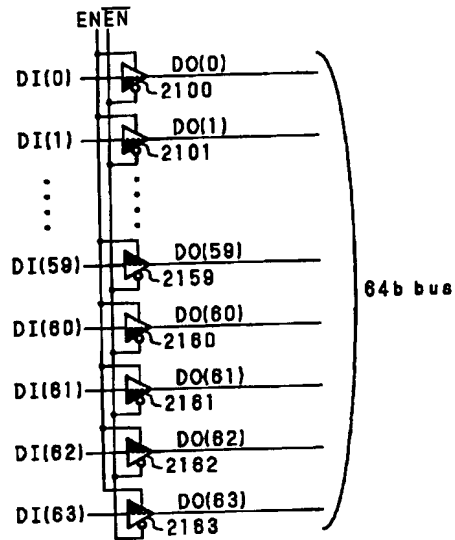 EN E̅N̅
DI(0) DO(0)
2100
DI(1) DO(1)
2101
DI(59) DO(59)
2159
64b bus
DI(60) DO(60)
2160
DI(61) DO(61)
2161
DI(62) DO(62)
2162
DI(63) DO(63)
2163